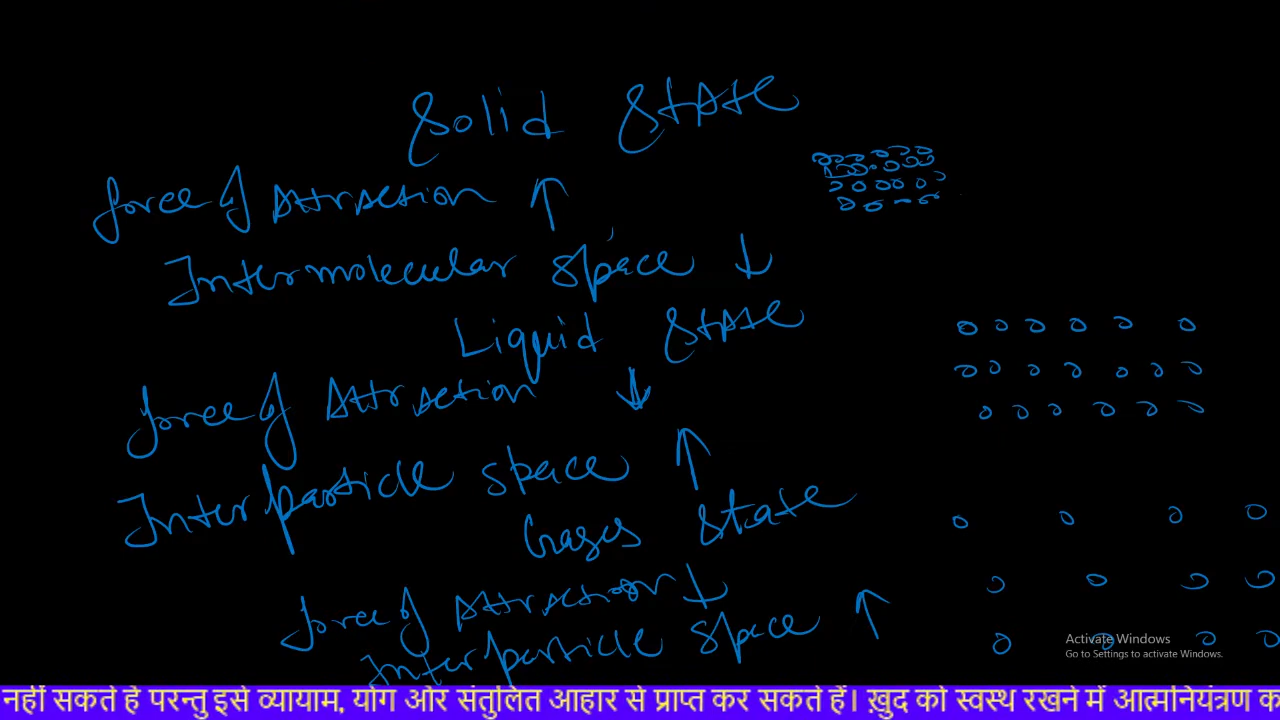 Solid State
force of Attraction ↑
Intermolecular space ↓
Liquid State
force of Attraction ↓
Interparticle space ↑
Gases State
force of Attraction ↓
Interparticle space ↑
Activate Windows
Go to Settings to activate Windows.
नहीं सकते हैं परन्तु इसे व्यायाम, योग और संतुलित आहार से प्राप्त कर सकते हैं। ख़ुद को स्वस्थ रखने में आत्मनियंत्रण क